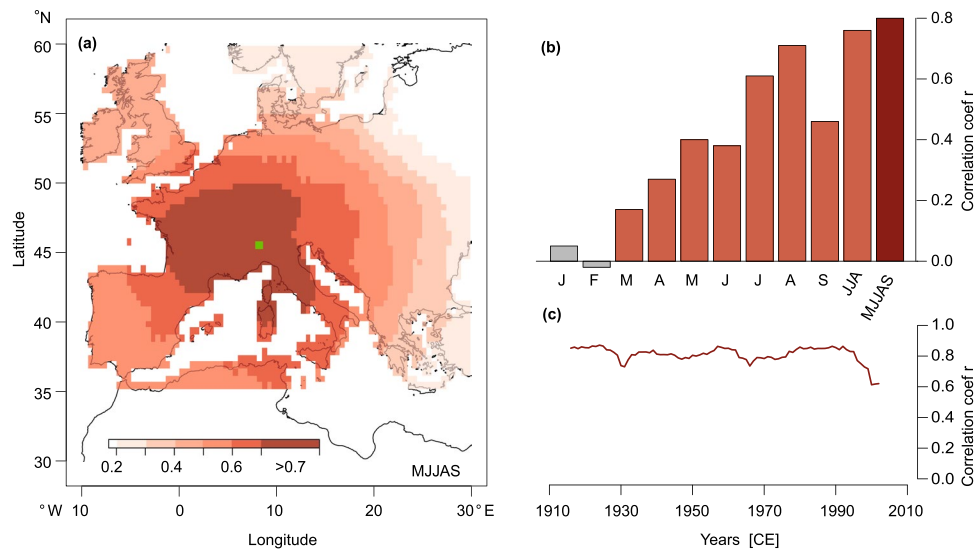 °N
(a)
60
55
50
45
40
35
30
Latitude
0.2 0.4 0.6 >0.7
MJJAS
10 0 10 20 30
°W °E
Longitude
(b)
0.8
0.6
0.4
0.2
0.0
Correlation coef r
J F M A M J J A S JJA MJJAS
(c)
1.0
0.8
0.6
0.4
0.2
0.0
Correlation coef r
1910 1930 1950 1970 1990 2010
Years [CE]